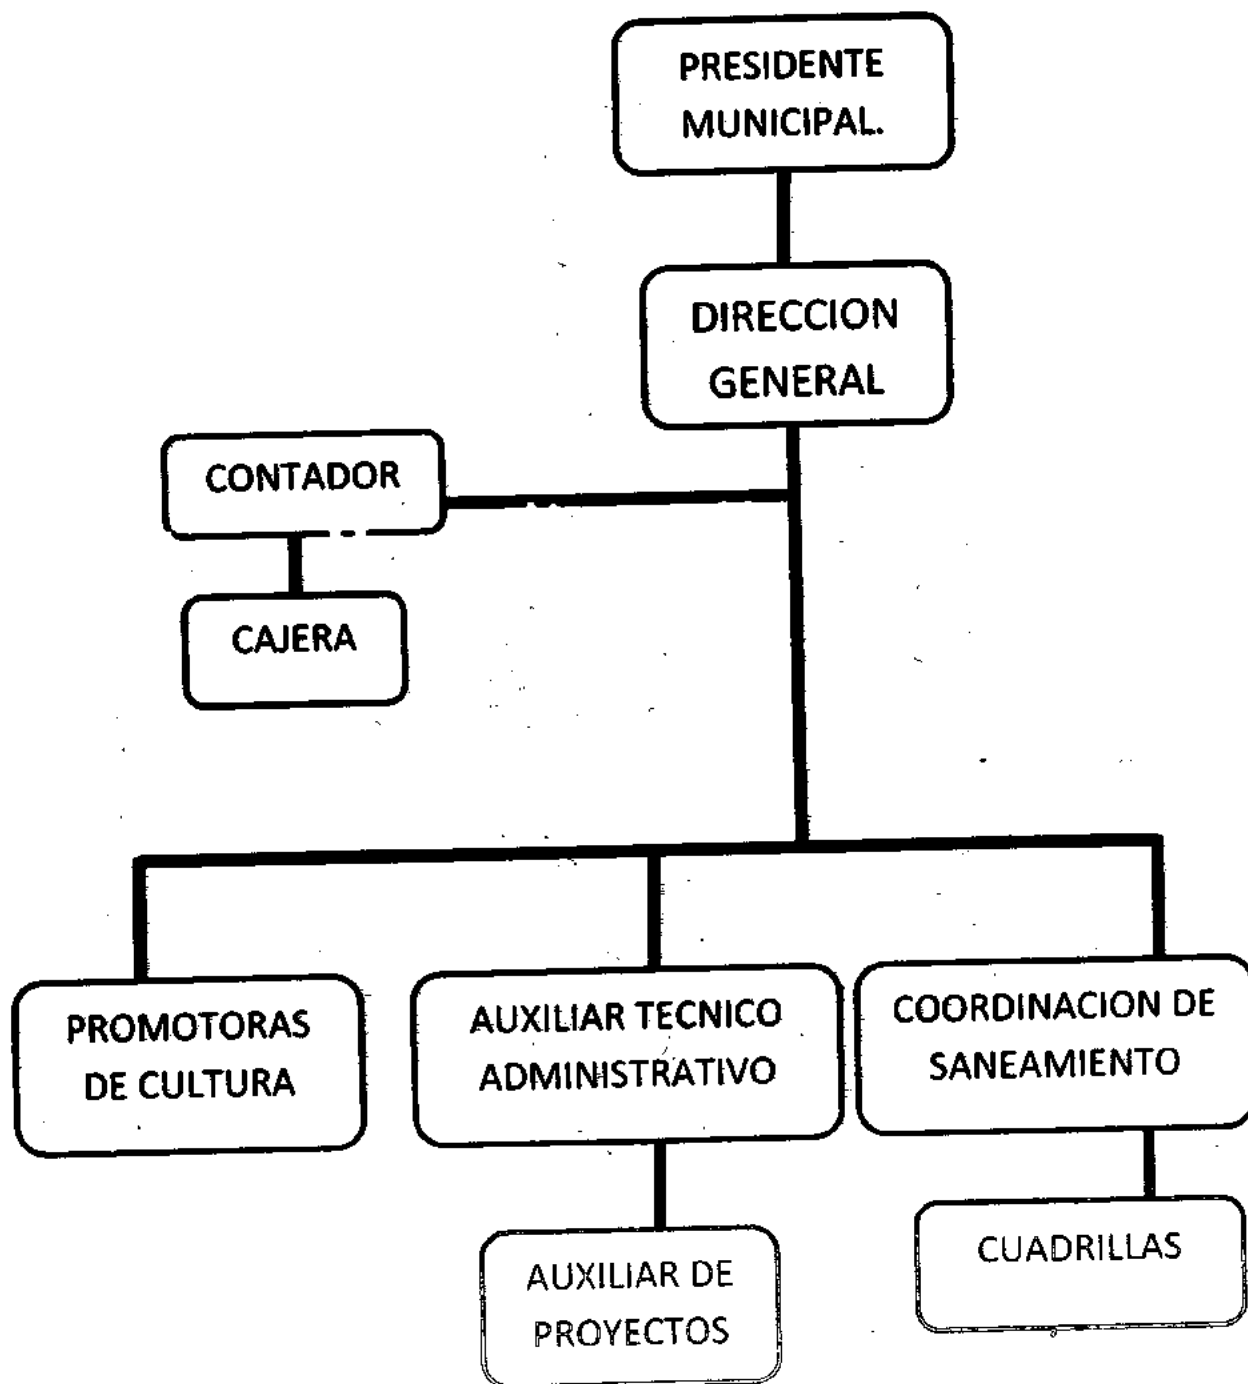 PRESIDENTE
MUNICIPAL.
DIRECCION
GENERAL
CONTADOR
CAJERA
PROMOTORAS
DE CULTURA
AUXILIAR TECNICO
ADMINISTRATIVO
COORDINACION DE
SANEAMIENTO
AUXILIAR DE
PROYECTOS
CUADRILLAS